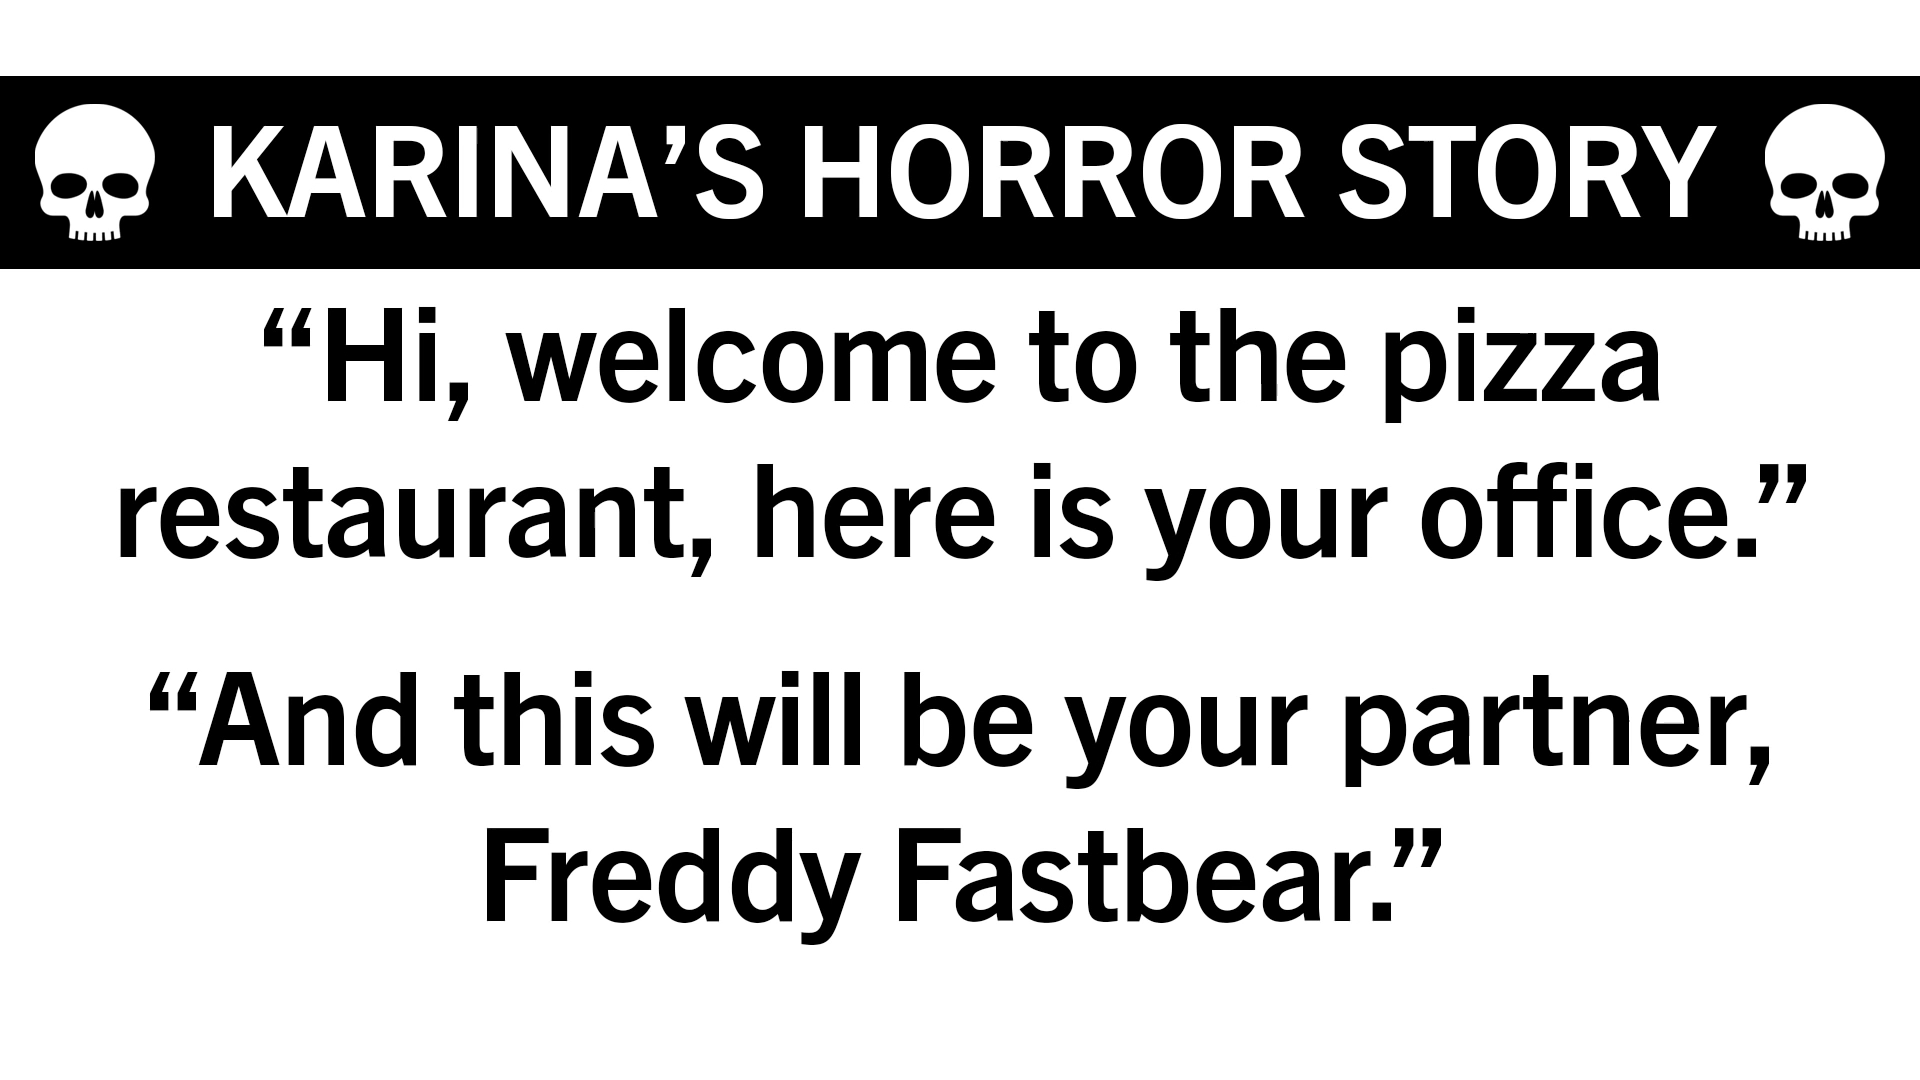 KARINA’S HORROR STORY
“Hi, welcome to the pizza
restaurant, here is your office.”
“And this will be your partner,
Freddy Fastbear.”